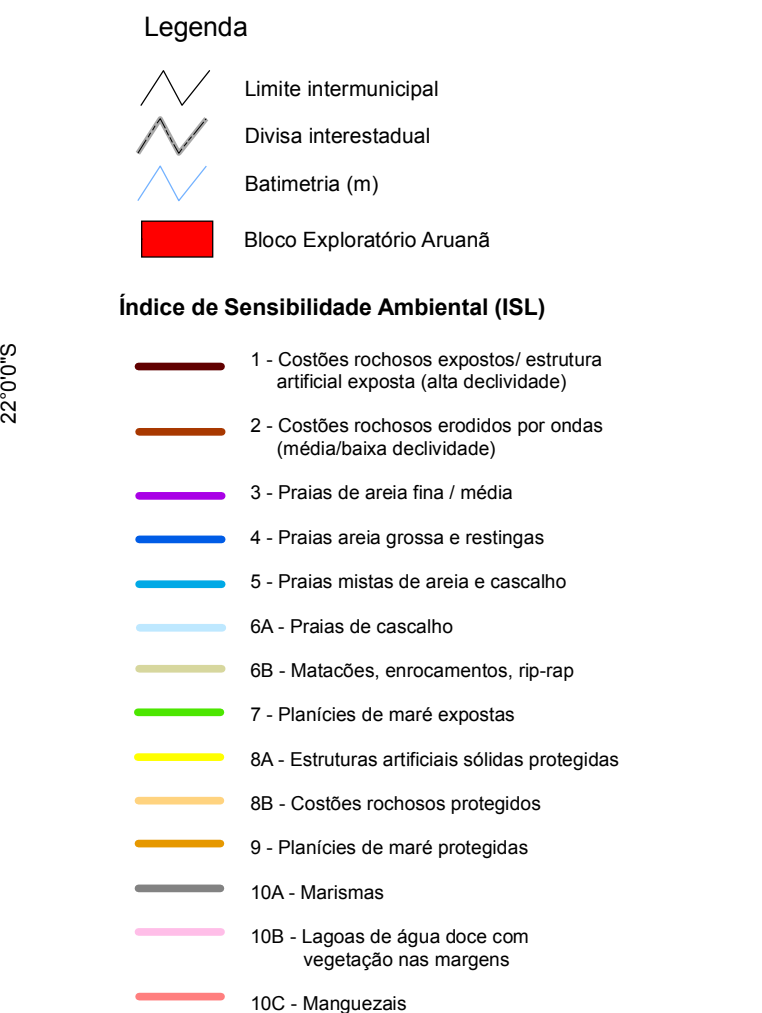 Legenda
Limite intermunicipal
Divisa interestadual
Batimetria (m)
Bloco Exploratório Aruanã
Índice de Sensibilidade Ambiental (ISL)
22°0'0"S
1 - Costões rochosos expostos/ estrutura
artificial exposta (alta declividade)
2 - Costões rochosos erodidos por ondas
(média/baixa declividade)
3 - Praias de areia fina / média
4 - Praias areia grossa e restingas
5 - Praias mistas de areia e cascalho
6A - Praias de cascalho
6B - Matacões, enrocamentos, rip-rap
7 - Planícies de maré expostas
8A - Estruturas artificiais sólidas protegidas
8B - Costões rochosos protegidos
9 - Planícies de maré protegidas
10A - Marismas
10B - Lagoas de água doce com
vegetação nas margens
10C - Manguezais